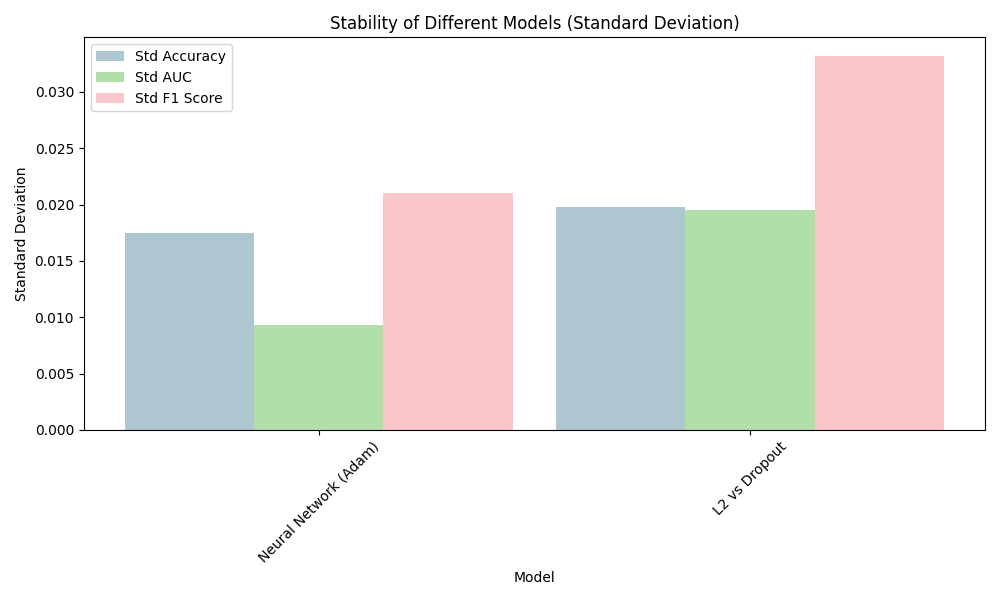 Stability of Different Models (Standard Deviation)
Std Accuracy
Std AUC
Std F1 Score
Standard Deviation
0.030
0.025
0.020
0.015
0.010
0.005
0.000
Neural Network (Adam)
L2 vs Dropout
Model